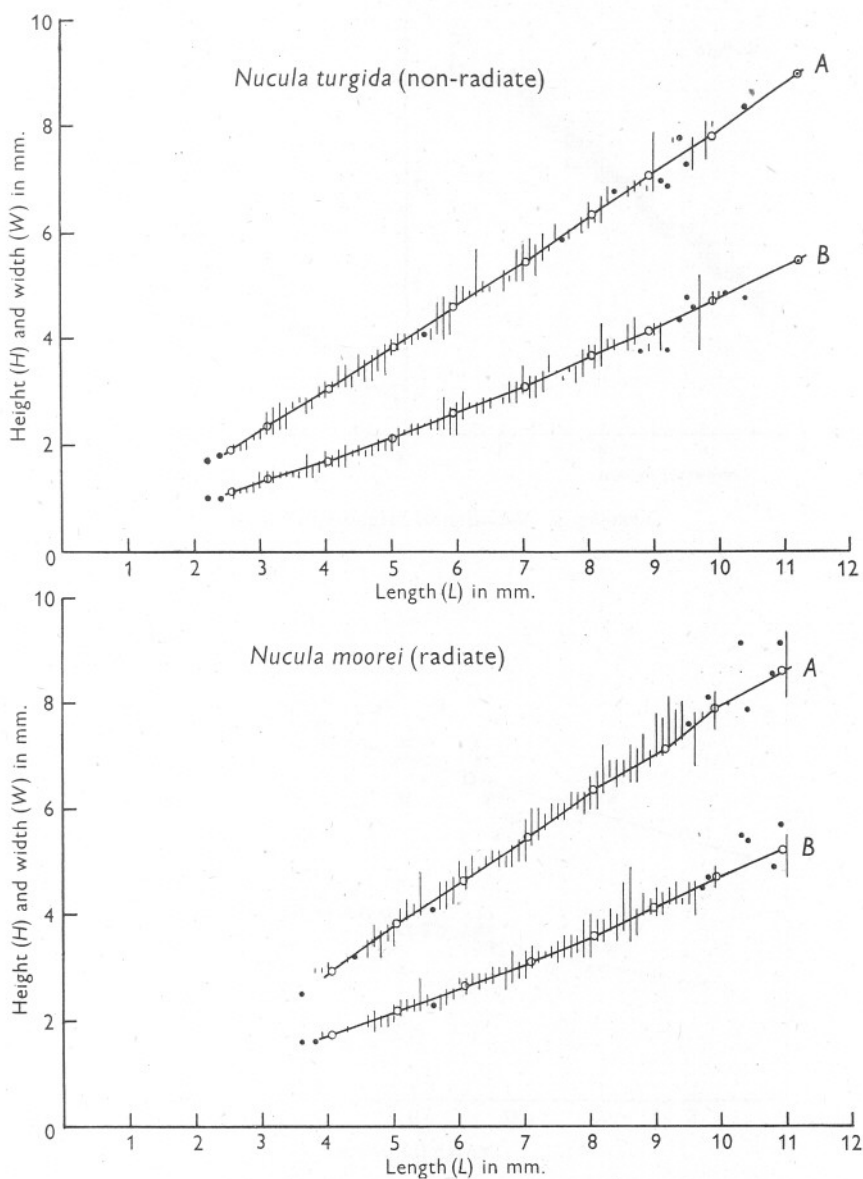 10
8
6
4
2
0
Height (H) and width (W) in mm.
Nucula turgida (non-radiate)
A
B
1 2 3 4 5 6 7 8 9 10 11 12
Length (L) in mm.
10
8
6
4
2
0
Height (H) and width (W) in mm.
Nucula moorei (radiate)
A
B
1 2 3 4 5 6 7 8 9 10 11 12
Length (L) in mm.